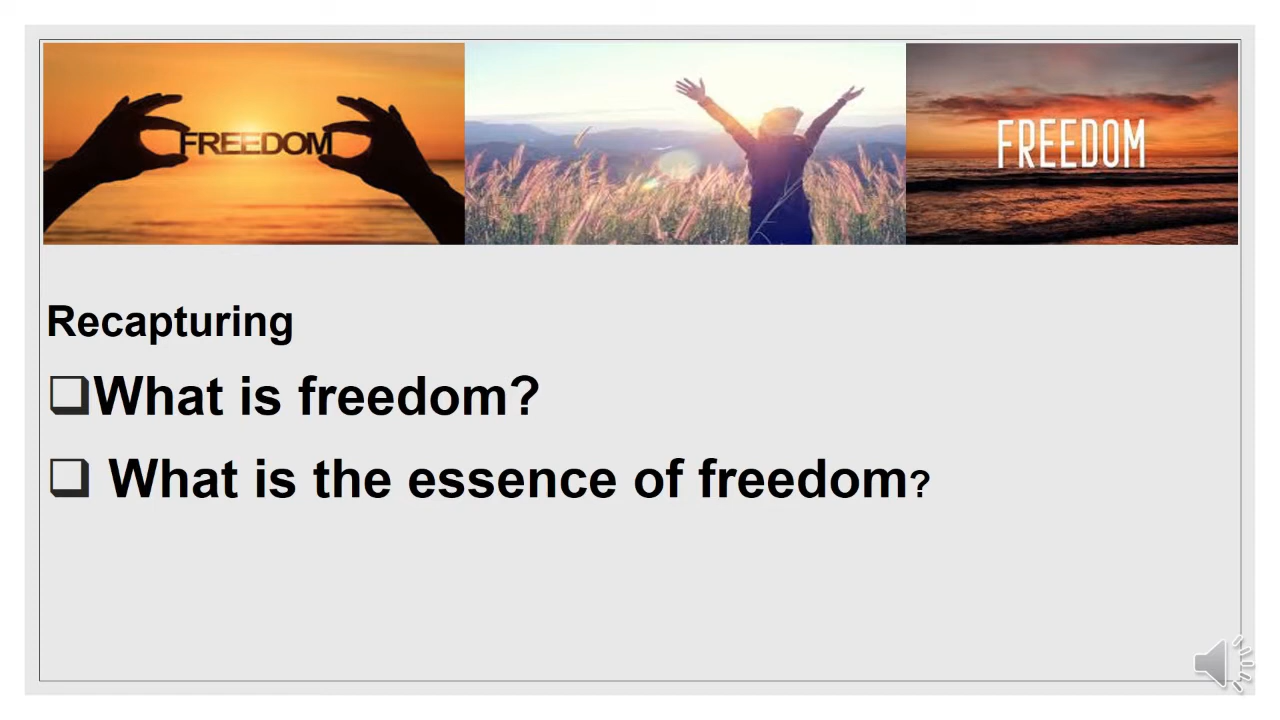 FREEDOM
FREEDOM
Recapturing
❑What is freedom?
❑ What is the essence of freedom?